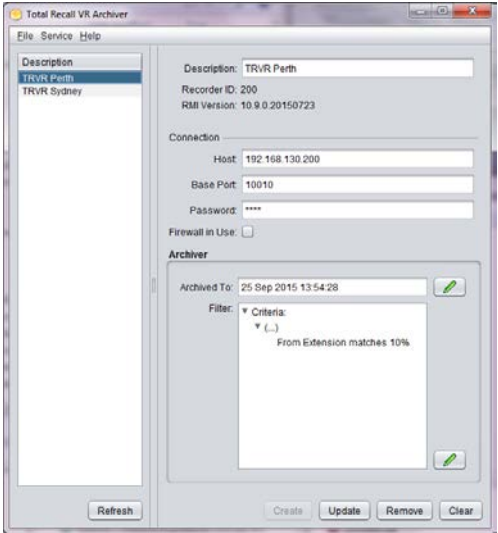 Total Recall VR Archiver
File Service Help
Description
TRVR Perth
TRVR Sydney
Refresh
Description: TRVR Perth
Recorder ID: 200
RMI Version: 10.9.0.20150723
Connection
Host: 192.168.130.200
Base Port: 10010
Password: ****
Firewall in Use:
Archiver
Archived To: 25 Sep 2015 13:54:28
Filter:
Criteria:
(...)
From Extension matches 10%
Create Update Remove Clear